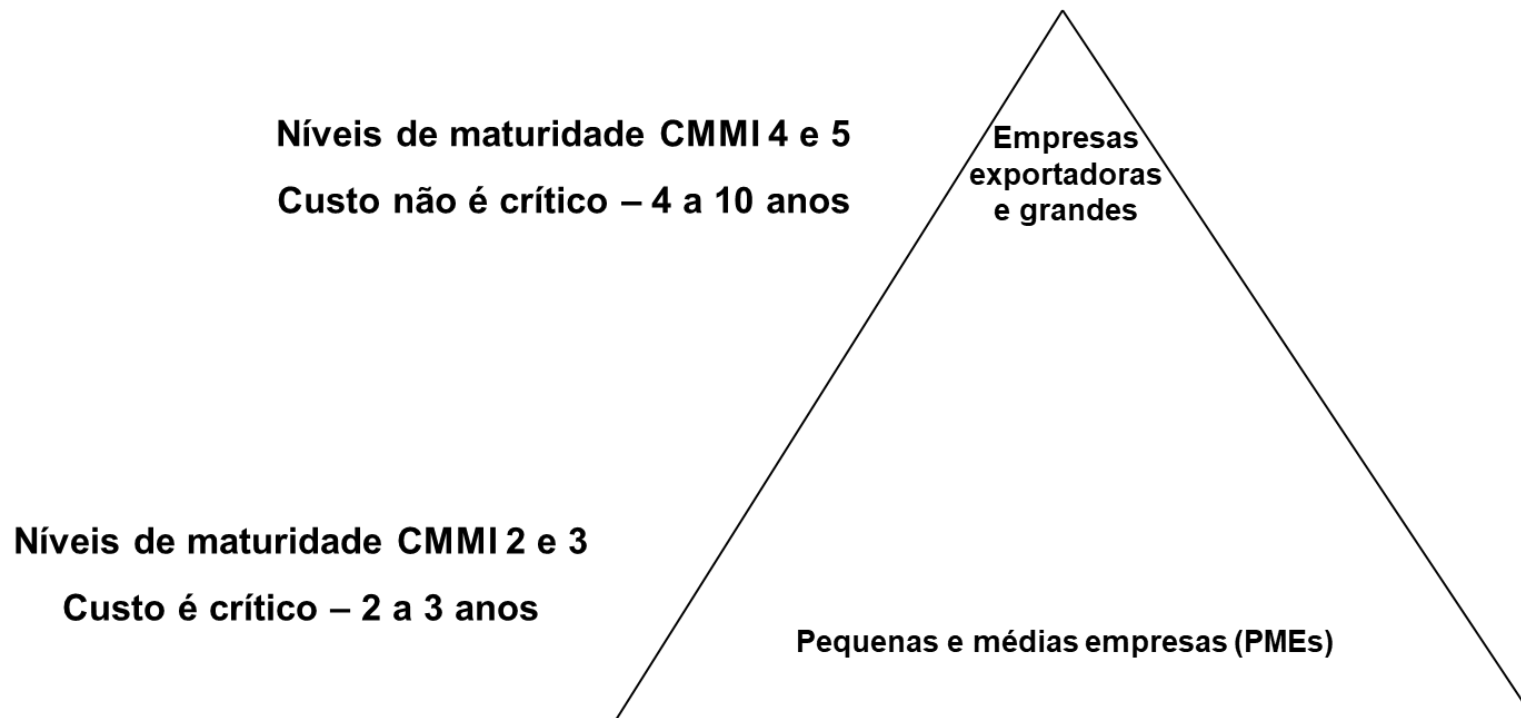 Níveis de maturidade CMMI 4 e 5
Custo não é crítico – 4 a 10 anos
Empresas
exportadoras
e grandes
Níveis de maturidade CMMI 2 e 3
Custo é crítico – 2 a 3 anos
Pequenas e médias empresas (PMEs)